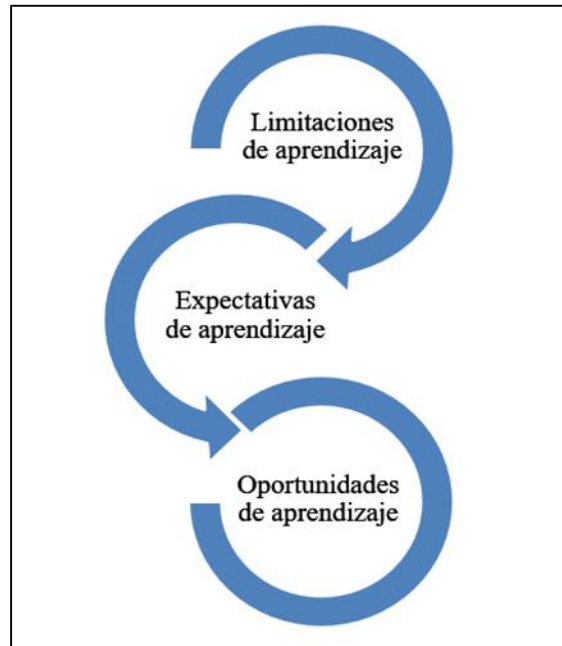 Limitaciones
de aprendizaje
Expectativas
de aprendizaje
Oportunidades
de aprendizaje